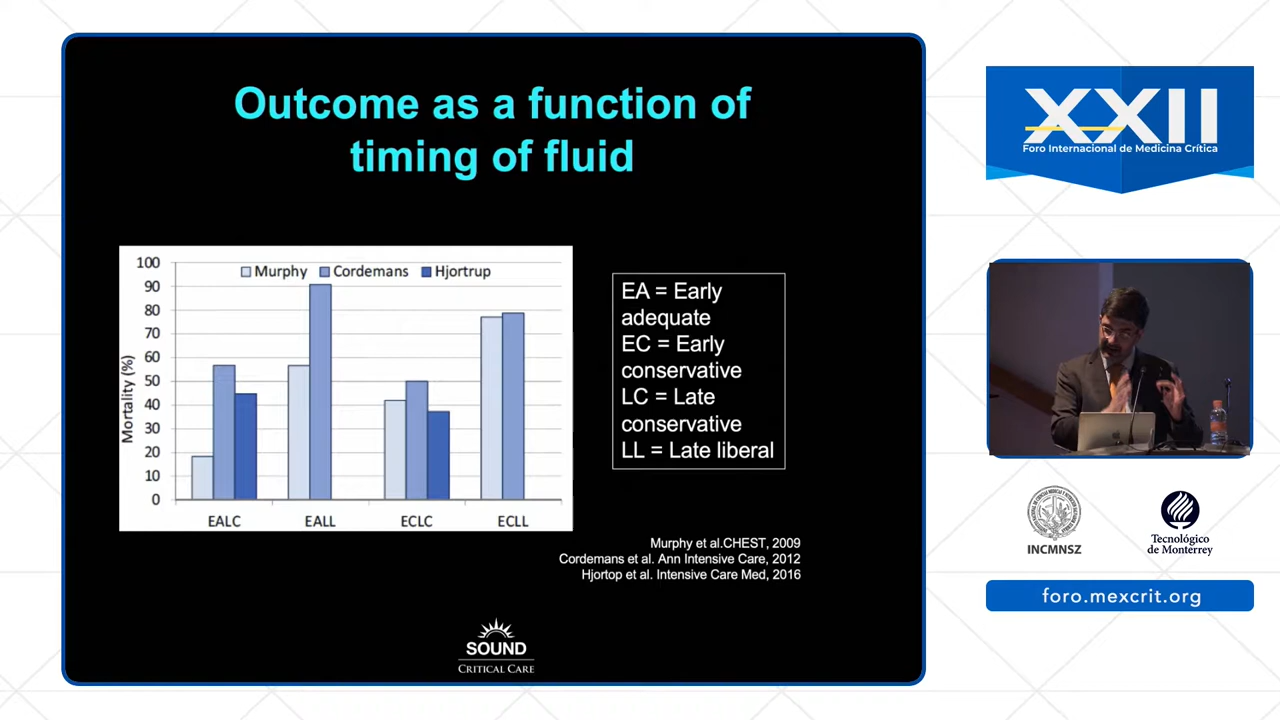 Outcome as a function of
timing of fluid
100
90
80
70
60
50
40
30
20
10
0
Mortality (%)
Murphy Cordemans Hjortrup
EALC EALL ECLC ECLL
EA = Early
adequate
EC = Early
conservative
LC = Late
conservative
LL = Late liberal
Murphy et al.CHEST, 2009
Cordemans et al. Ann Intensive Care, 2012
Hjortop et al. Intensive Care Med, 2016
SOUND
CRITICAL CARE
XXII
Foro Internacional de Medicina Crítica
INCMNSZ
Tecnológico
de Monterrey
foro.mexcrit.org